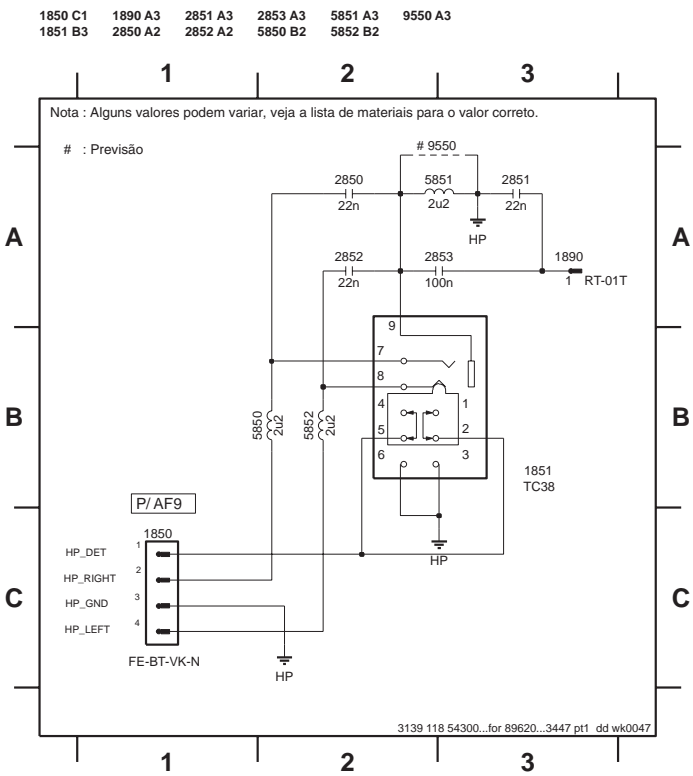 1850 C1 1890 A3 2851 A3 2853 A3 5851 A3 9550 A3
1851 B3 2850 A2 2852 A2 5850 B2 5852 B2
1 2 3
Nota : Alguns valores podem variar, veja a lista de materiais para o valor correto.
# : Previsão
# 9550
2850 5851 2851
22n 2u2 22n
HP
A A
2852 2853 1890
22n 100n 1 RT-01T
9
7
8
4 1
5 2
6 3
B B
5850 2u2 5852 2u2
1851
TC38
P/ AF9
1850
HP_DET 1
HP
HP_RIGHT 2
HP_GND 3
C C
HP_LEFT 4
FE-BT-VK-N
HP
3139 118 54300...for 89620...3447 pt1 dd wk0047
1 2 3